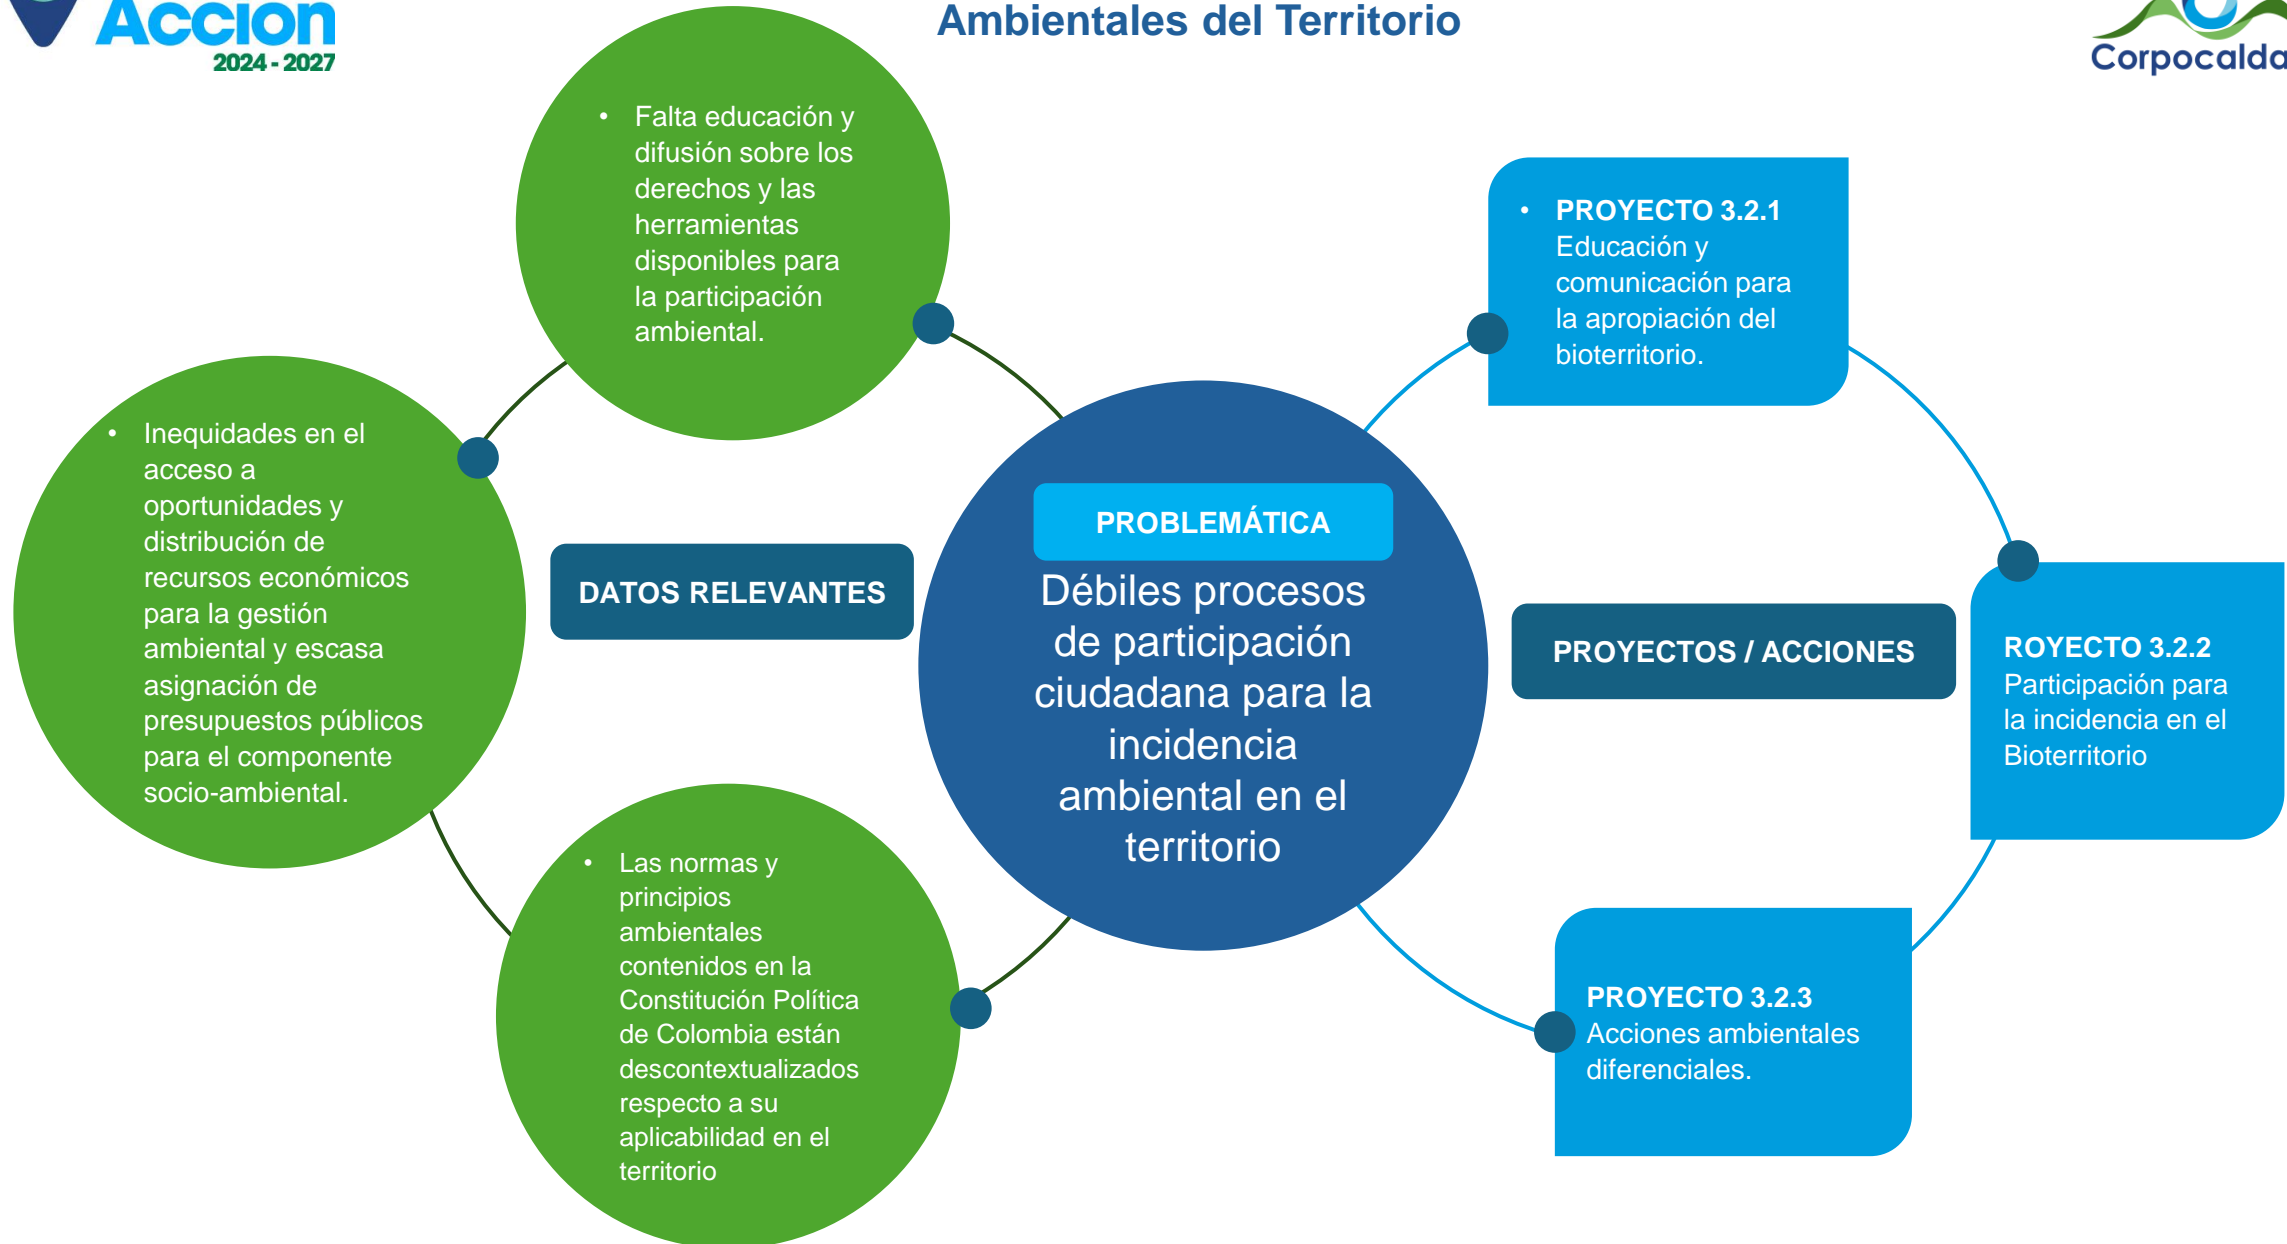 Acción
2024 - 2027
Ambientales del Territorio
Corpocalda
• Falta educación y
difusión sobre los
derechos y las
herramientas
disponibles para
la participación
ambiental.
• Inequidades en el
acceso a
oportunidades y
distribución de
recursos económicos
para la gestión
ambiental y escasa
asignación de
presupuestos públicos
para el componente
socio-ambiental.
• Las normas y
principios
ambientales
contenidos en la
Constitución Política
de Colombia están
descontextualizados
respecto a su
aplicabilidad en el
territorio
DATOS RELEVANTES
PROBLEMÁTICA
Débiles procesos
de participación
ciudadana para la
incidencia
ambiental en el
territorio
PROYECTOS / ACCIONES
• PROYECTO 3.2.1
Educación y
comunicación para
la apropiación del
bioterritorio.
ROYECTO 3.2.2
Participación para
la incidencia en el
Bioterritorio
PROYECTO 3.2.3
Acciones ambientales
diferenciales.